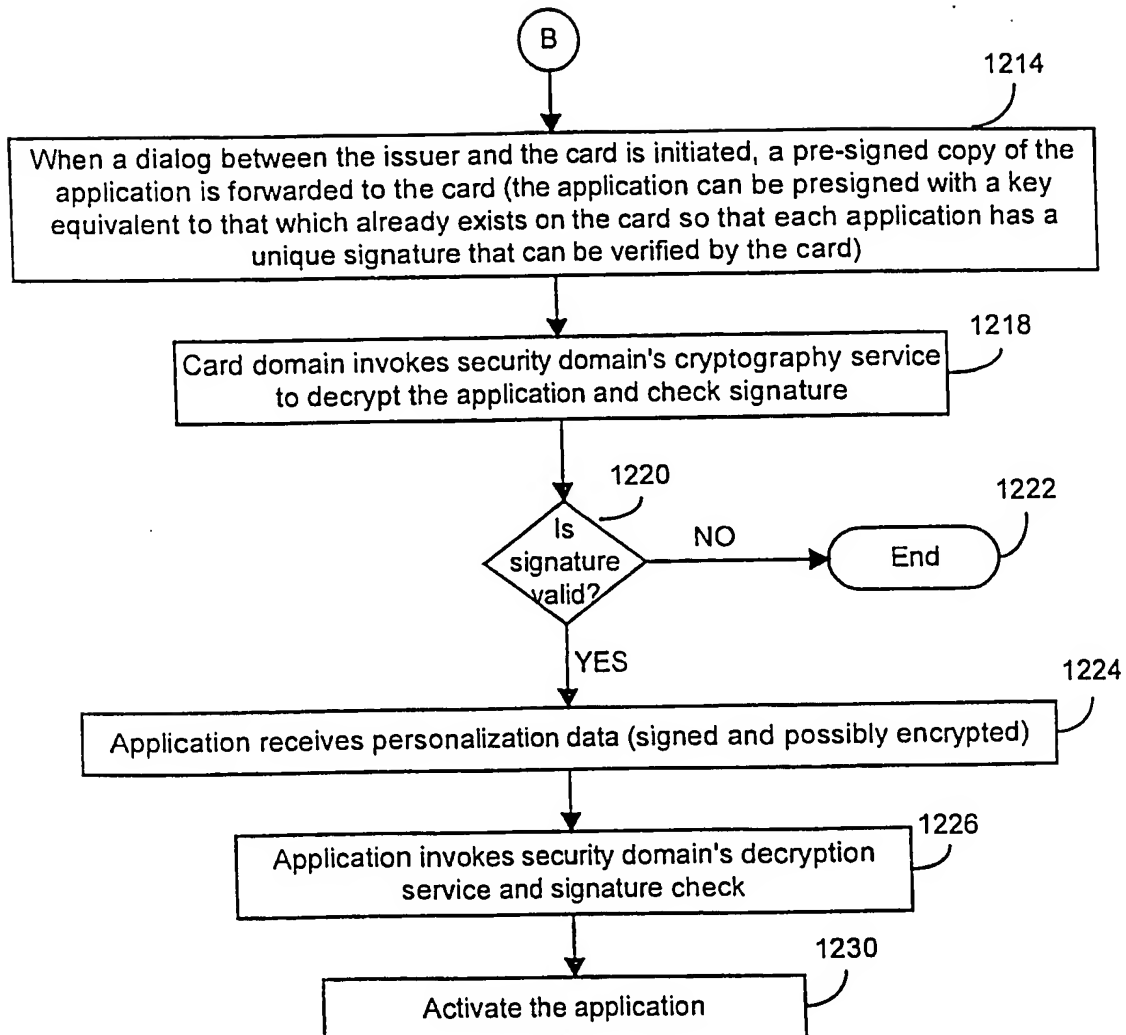 B
1214
When a dialog between the issuer and the card is initiated, a pre-signed copy of the
application is forwarded to the card (the application can be presigned with a key
equivalent to that which already exists on the card so that each application has a
unique signature that can be verified by the card)
1218
Card domain invokes security domain's cryptography service
to decrypt the application and check signature
1220
Is
signature
valid?
NO
1222
End
YES
1224
Application receives personalization data (signed and possibly encrypted)
1226
Application invokes security domain's decryption
service and signature check
1230
Activate the application